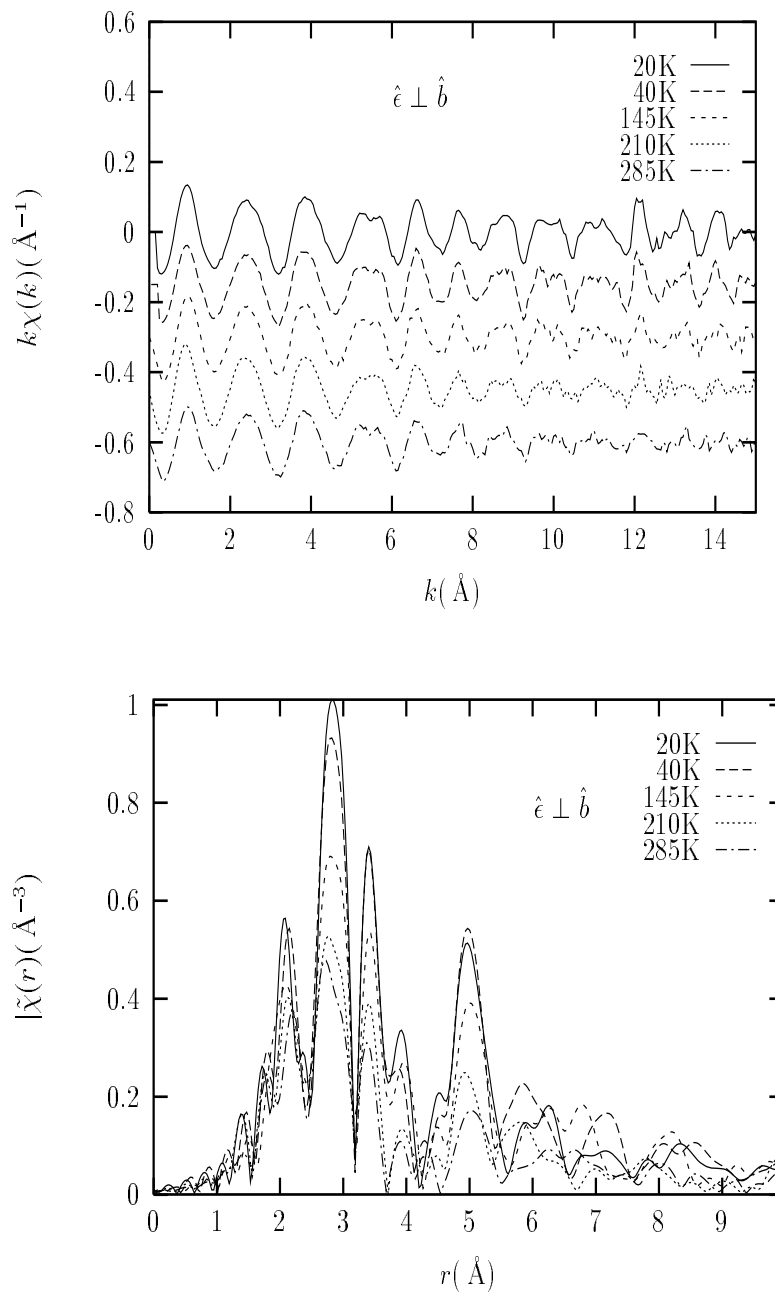 0.6
0.4
0.2
0
-0.2
-0.4
-0.6
-0.8
kχ(k)(Å⁻¹)
ε̂ ⊥ b̂
20K
40K
145K
210K
285K
0 2 4 6 8 10 12 14
k(Å)
1
0.8
0.6
0.4
0.2
0
|χ̃(r)(Å⁻³)
ε̂ ⊥ b̂
20K
40K
145K
210K
285K
0 1 2 3 4 5 6 7 8 9
r(Å)